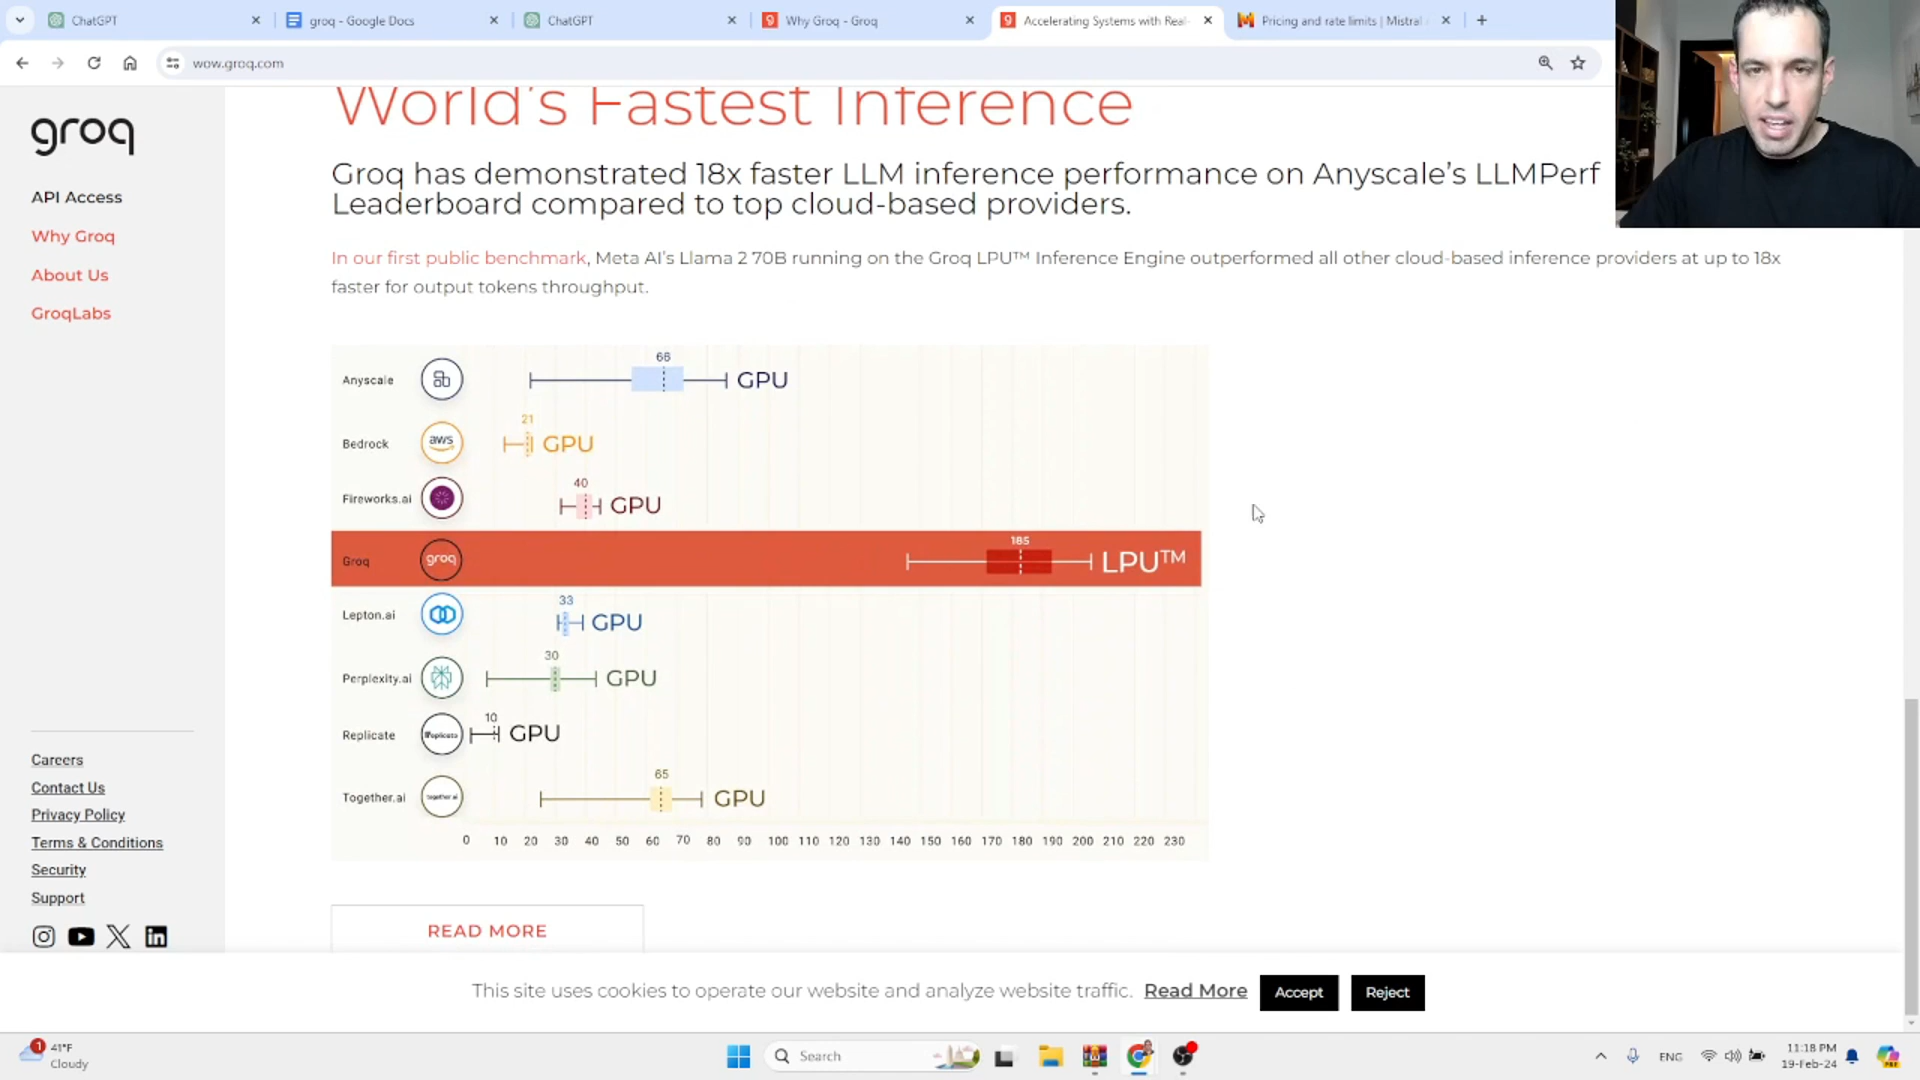 ChatGPT
groq - Google Docs
ChatGPT
Why Groq - Groq
Accelerating Systems with Real-
Pricing and rate limits | Mistral
wow.groq.com
groq
API Access
Why Groq
About Us
GroqLabs
World's Fastest Inference
Groq has demonstrated 18x faster LLM inference performance on Anyscale's LLMPerf
Leaderboard compared to top cloud-based providers.
In our first public benchmark, Meta AI's Llama 2 70B running on the Groq LPU™ Inference Engine outperformed all other cloud-based inference providers at up to 18x
faster for output tokens throughput.
Anyscale 66 GPU
Bedrock aws 21 GPU
Fireworks.ai 40 GPU
Groq groq 185 LPU™
Lepton.ai 33 GPU
Perplexity.ai 30 GPU
Replicate 10 GPU
Together.ai together.ai 65 GPU
0 10 20 30 40 50 60 70 80 90 100 110 120 130 140 150 160 170 180 190 200 210 220 230
READ MORE
Careers
Contact Us
Privacy Policy
Terms & Conditions
Security
Support
This site uses cookies to operate our website and analyze website traffic. Read More Accept Reject
1
41°F
Cloudy
Search
ENG
11:18 PM
19-Feb-24